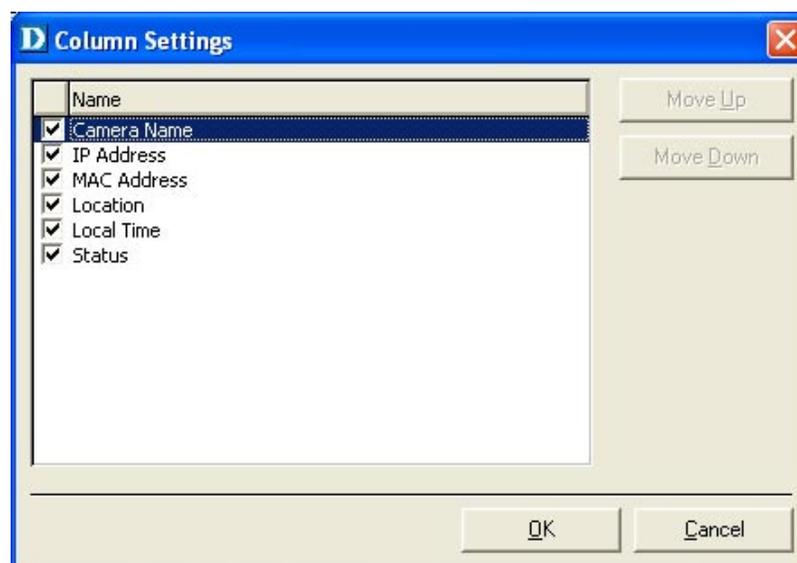 D Column Settings
Name
Camera Name
IP Address
MAC Address
Location
Local Time
Status
Move Up
Move Down
OK
Cancel